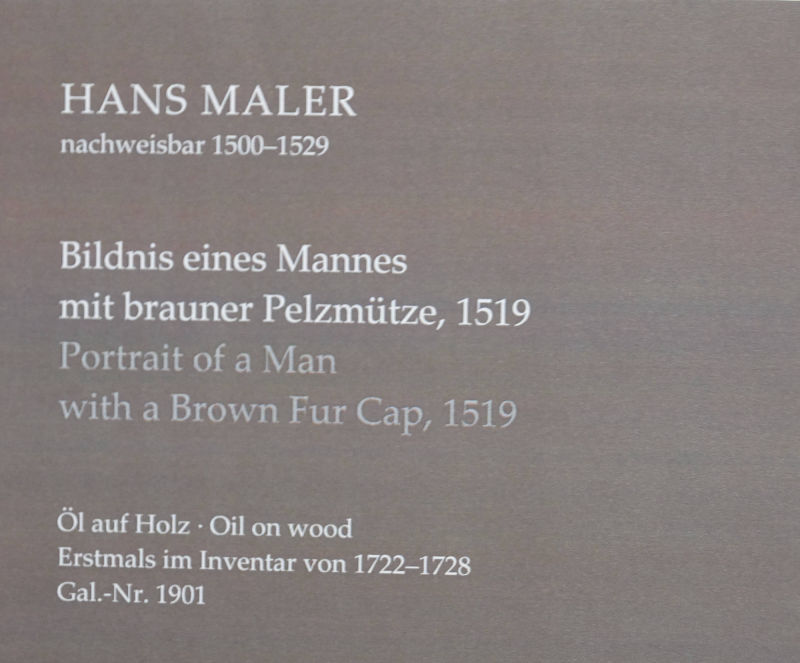 HANS MALER
nachweisbar 1500–1529
Bildnis eines Mannes
mit brauner Pelzmütze, 1519
Portrait of a Man
with a Brown Fur Cap, 1519
Öl auf Holz · Oil on wood
Erstmals im Inventar von 1722–1728
Gal.-Nr. 1901